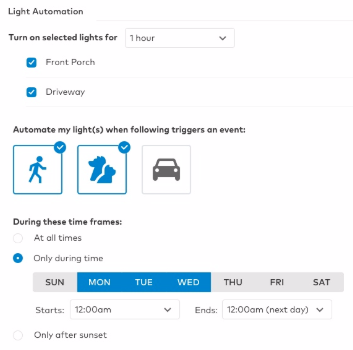 Light Automation
Turn on selected lights for 1 hour
Front Porch
Driveway
Automate my light(s) when following triggers an event:
During these time frames:
At all times
Only during time
SUN MON TUE WED THU FRI SAT
Starts: 12:00am Ends: 12:00am (next day)
Only after sunset